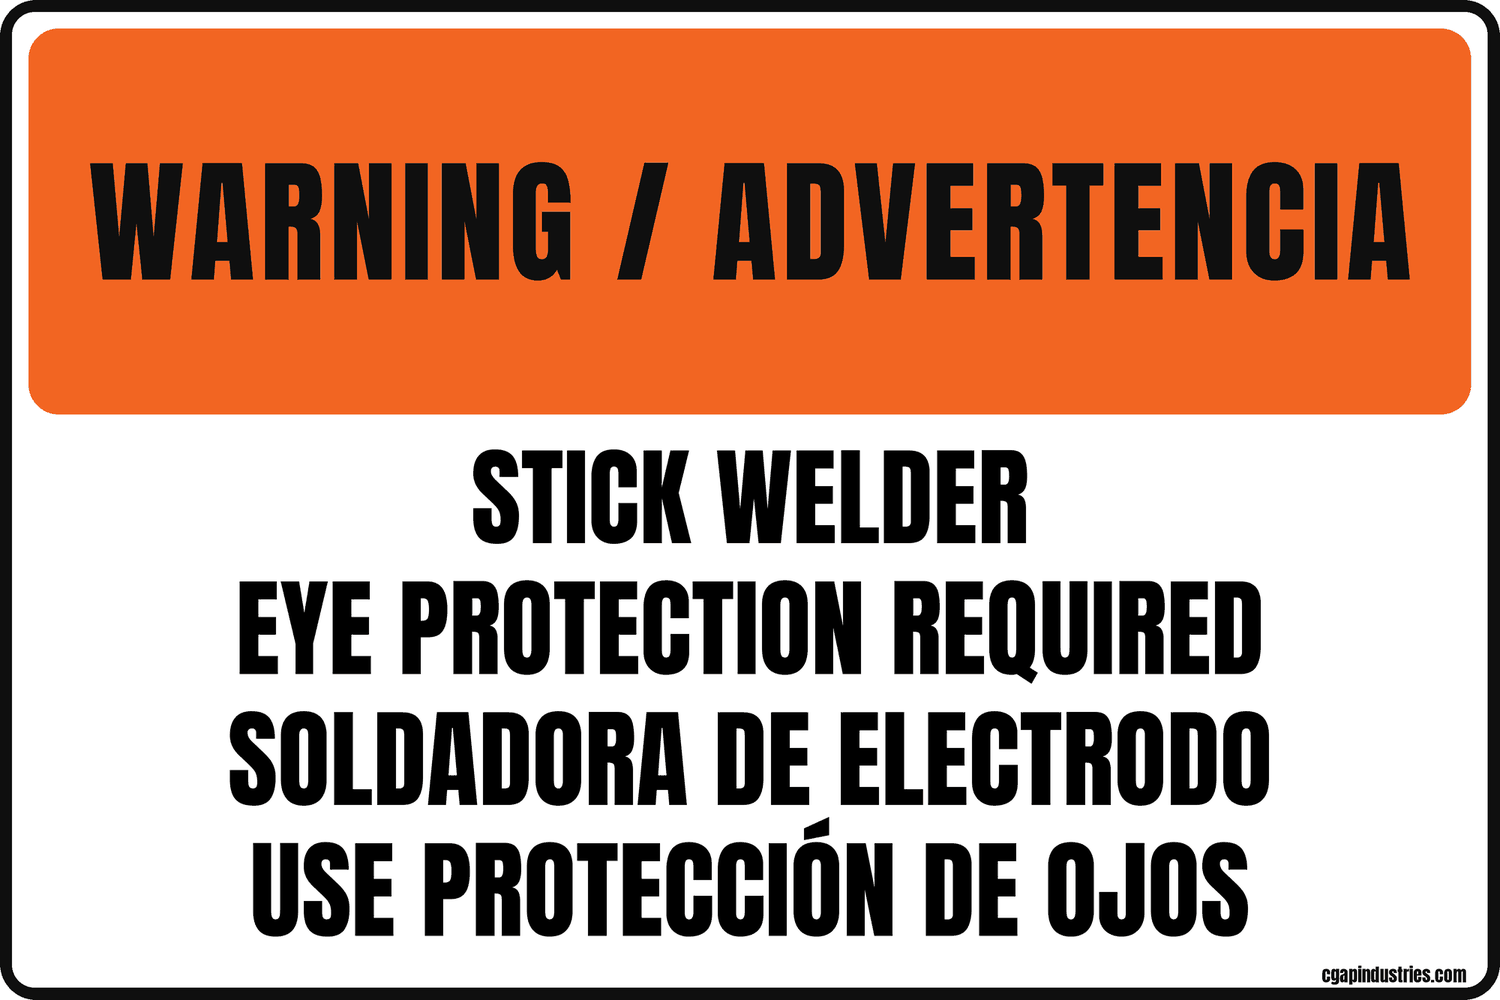 WARNING / ADVERTENCIA
STICK WELDER
EYE PROTECTION REQUIRED
SOLDADORA DE ELECTRODO
USE PROTECCIÓN DE OJOS
cgapindustries.com